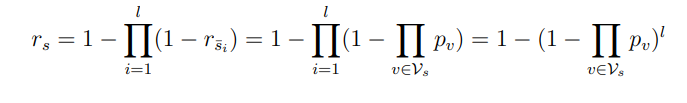 $r_s = 1 - \prod_{i=1}^{l} (1 - r_{\bar{s}_i}) = 1 - \prod_{i=1}^{l} (1 - \prod_{v \in \mathcal{V}_s} p_v) = 1 - (1 - \prod_{v \in \mathcal{V}_s} p_v)^l$